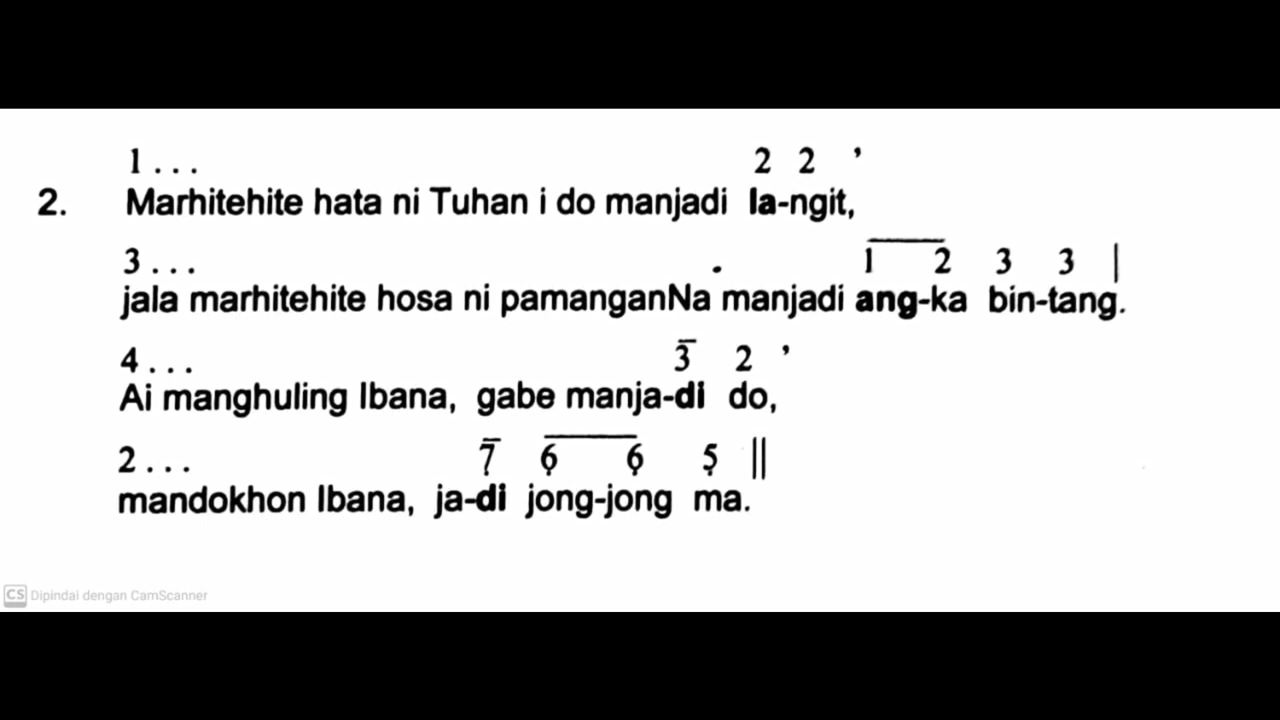 1 . . . 2 2 ’
2. Marhitehite hata ni Tuhan i do manjadi la-ngit,
3 . . . 1 2 3 3 |
jala marhitehite hosa ni pamanganNa manjadi ang-ka bin-tang.
4 . . . 3 2 ’
Ai manghuling Ibana, gabe manja-di do,
2 . . . 7 6 6 5 ||
mandokhon Ibana, ja-di jong-jong ma.
CS Dipindai dengan CamScanner